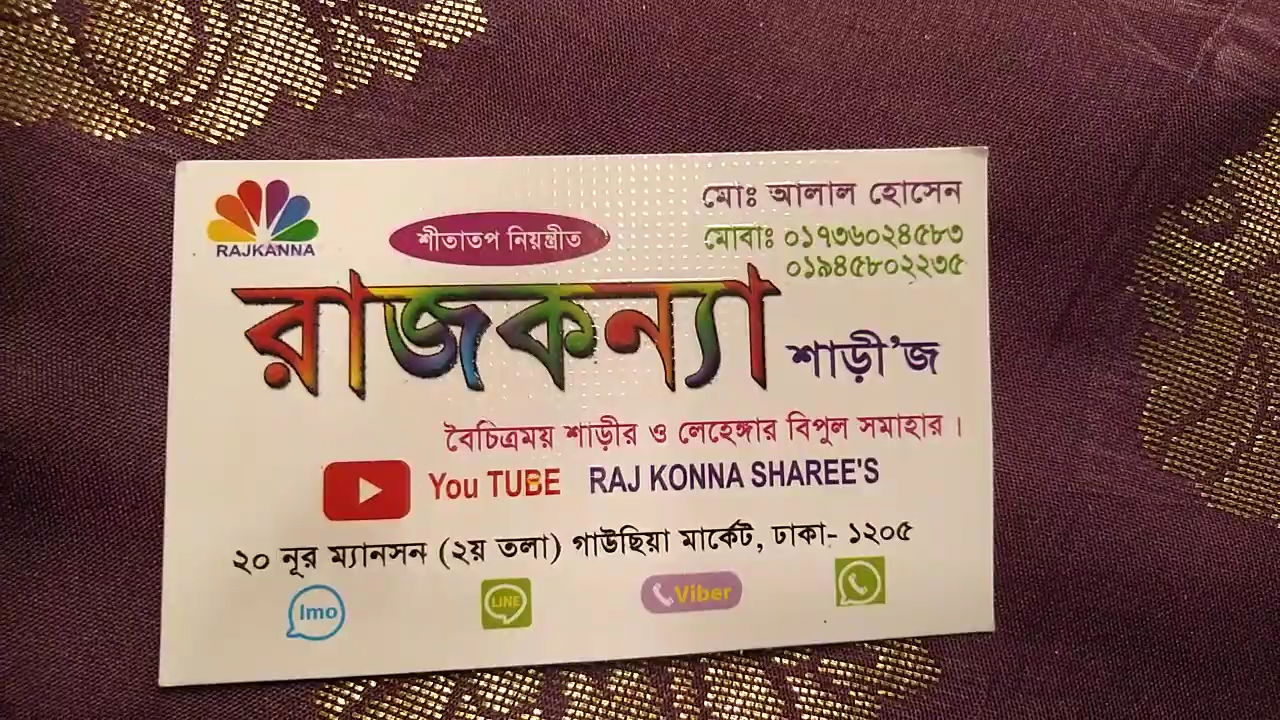 RAJKANNA
শীতাতপ নিয়ন্ত্রীত
মোঃ আলাল হোসেন
মোবাঃ ০১৭৩৬০২৪৫৮৩
০১৯৪৫৮০২২৩৫
রাজকন্যা শাড়ী'জ
বৈচিত্রময় শাড়ীর ও লেহেঙ্গার বিপুল সমাহার।
You TUBE RAJ KONNA SHAREE'S
২০ নূর ম্যানসন (২য় তলা) গাউছিয়া মার্কেট, ঢাকা- ১২০৫
Imo LINE Viber